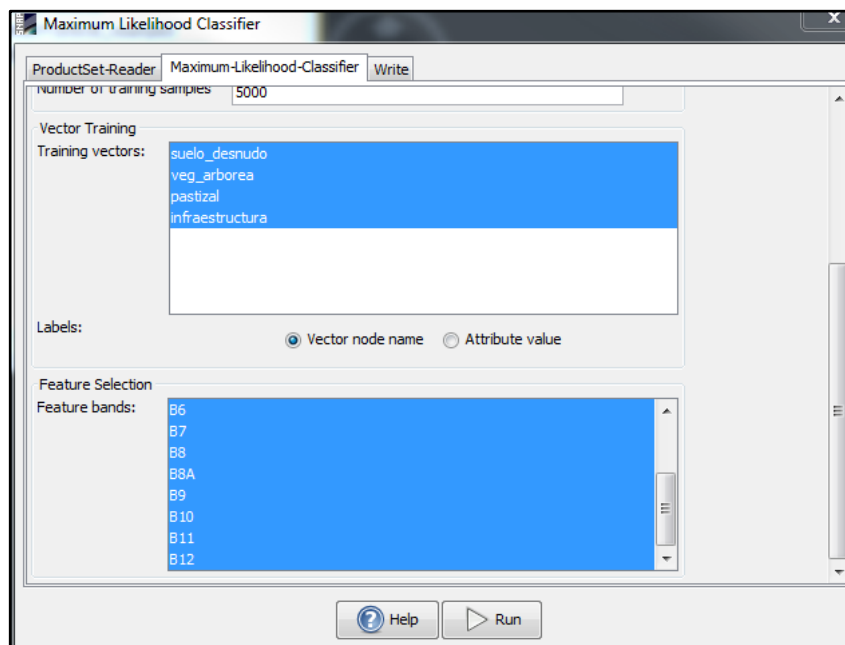 SNAP
Maximum Likelihood Classifier
X
ProductSet-Reader Maximum-Likelihood-Classifier Write
Number of training samples 5000
Vector Training
Training vectors:
suelo_desnudo
veg_arborea
pastizal
infraestructura
Labels:
Vector node name Attribute value
Feature Selection
Feature bands:
B6
B7
B8
B8A
B9
B10
B11
B12
Help Run